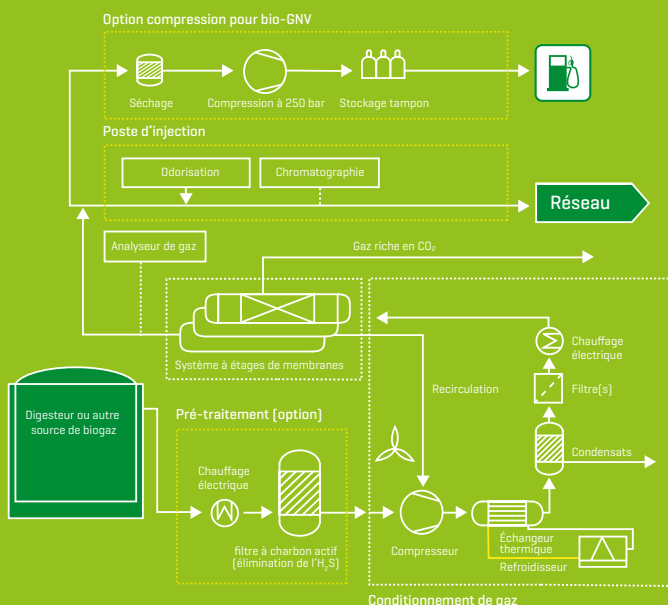 Option compression pour bio-GNV
Séchage
Compression à 250 bar
Stockage tampon
Poste d'injection
Odorisation
Chromatographie
Réseau
Analyseur de gaz
Gaz riche en CO₂
Système à étages de membranes
Chauffage
électrique
Filtre(s)
Recirculation
Digesteur ou autre
source de biogaz
Pré-traitement (option)
Chauffage
électrique
Condensats
filtre à charbon actif
(élimination de l'H₂S)
Compresseur
Échangeur
thermique
Refroidisseur
Conditionnement de gaz